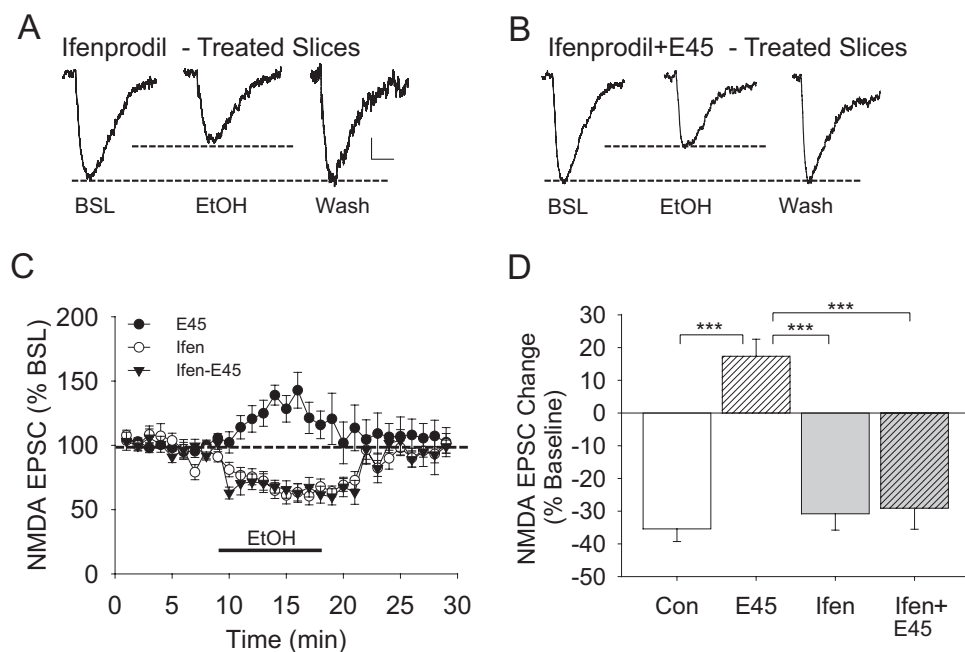 A
Ifenprodil - Treated Slices
BSL
EtOH
Wash
B
Ifenprodil+E45 - Treated Slices
BSL
EtOH
Wash
C
NMDA EPSC (% BSL)
200
150
100
50
0
E45
Ifen
Ifen-E45
EtOH
0 5 10 15 20 25 30
Time (min)
D
NMDA EPSC Change
(% Baseline)
30
20
10
0
-10
-20
-30
-40
-50
***
*** ***
Con E45 Ifen Ifen+
E45